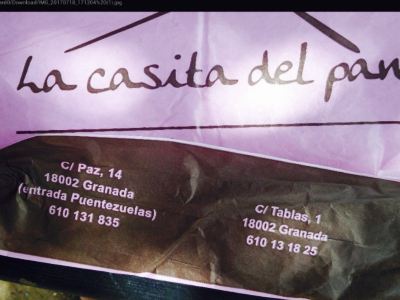 La casita del pan
C/ Paz, 14
18002 Granada
(entrada Puentezuelas)
610 131 835
C/ Tablas, 1
18002 Granada
610 13 18 25